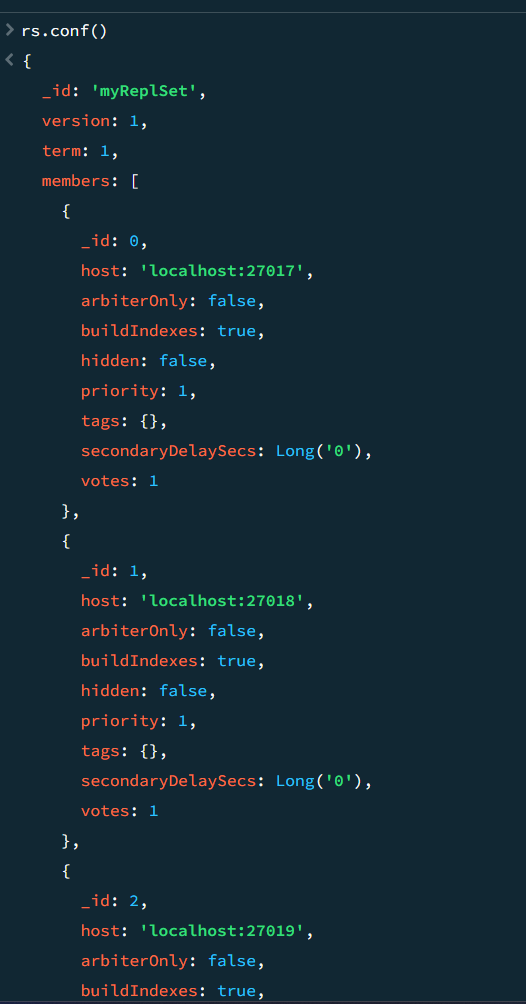 rs.conf()
{
_id: 'myReplSet',
version: 1,
term: 1,
members: [
{
_id: 0,
host: 'localhost:27017',
arbiterOnly: false,
buildIndexes: true,
hidden: false,
priority: 1,
tags: {},
secondaryDelaySecs: Long('0'),
votes: 1
},
{
_id: 1,
host: 'localhost:27018',
arbiterOnly: false,
buildIndexes: true,
hidden: false,
priority: 1,
tags: {},
secondaryDelaySecs: Long('0'),
votes: 1
},
{
_id: 2,
host: 'localhost:27019',
arbiterOnly: false,
buildIndexes: true,